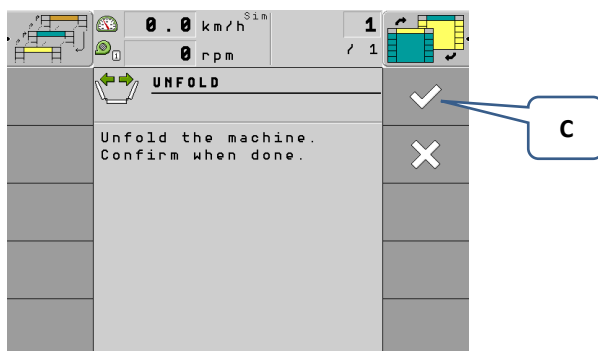 Sim
0.0 km/h 1
0 rpm / 1
UNFOLD
Unfold the machine.
Confirm when done.
C